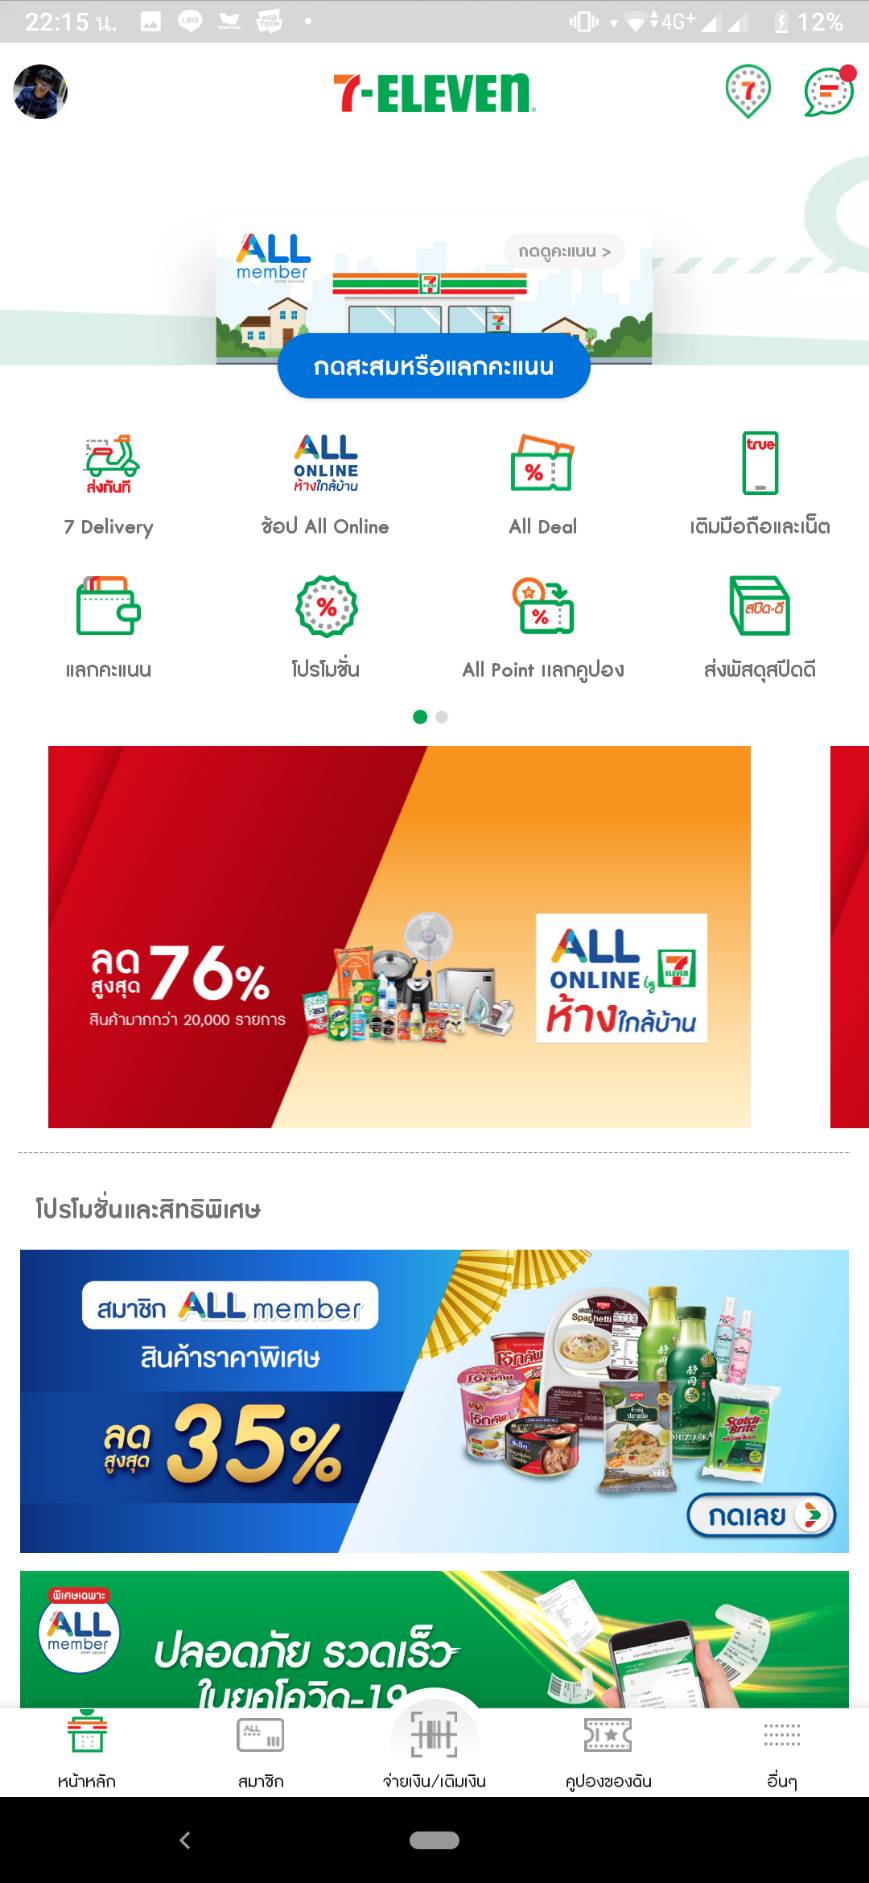 22:15 น.
4G+
12%
7-ELEVEN
ALL
member
กดดูคะแนน >
กดสะสมหรือแลกคะแนน
ส่งทันที
7 Delivery
ALL
ONLINE
ห้างใกล้บ้าน
ช้อป All Online
%
All Deal
true
เติมมือถือและเน็ต
แลกคะแนน
%
โปรโมชั่น
%
All Point แลกคูปอง
สปีด-ดี
ส่งพัสดุสปีดดี
ลด
สูงสุด
76%
สินค้ามากกว่า 20,000 รายการ
ALL
ONLINE by 7-ELEVEN
ห้างใกล้บ้าน
โปรโมชั่นและสิทธิพิเศษ
สมาชิก ALL member
สินค้าราคาพิเศษ
ลด
สูงสุด
35%
Spaghetti
โจ๊กคัพ
Scotch
Brite
กดเลย
พิเศษเฉพาะ
ALL
member
ปลอดภัย รวดเร็ว
ในยุคโควิด-19
หน้าหลัก
ALL
สมาชิก
จ่ายเงิน/เติมเงิน
คูปองของฉัน
อื่นๆ